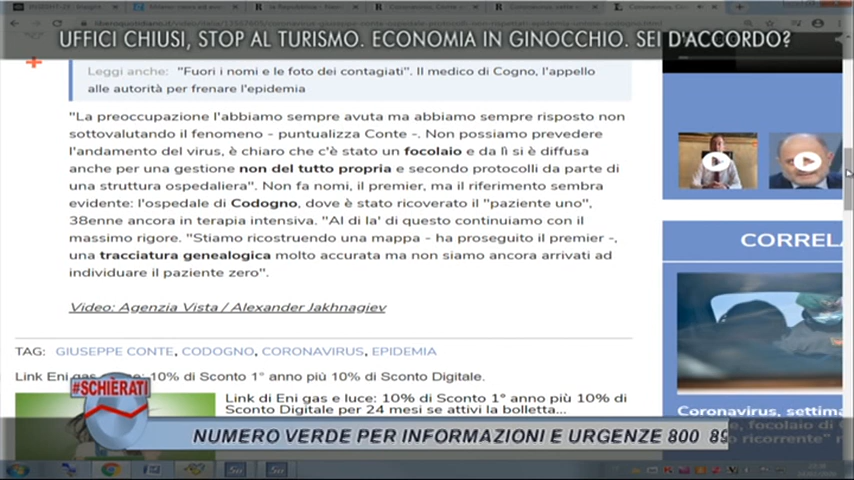 UFFICI CHIUSI, STOP AL TURISMO. ECONOMIA IN GINOCCHIO. SEI D'ACCORDO?
Leggi anche: "Fuori i nomi e le foto dei contagiati". Il medico di Cogno, l'appello
alle autorità per frenare l'epidemia
"La preoccupazione l'abbiamo sempre avuta ma abbiamo sempre risposto non
sottovalutando il fenomeno - puntualizza Conte -. Non possiamo prevedere
l'andamento del virus, è chiaro che c'è stato un focolaio e da lì si è diffusa
anche per una gestione non del tutto propria e secondo protocolli da parte di
una struttura ospedaliera". Non fa nomi, il premier, ma il riferimento sembra
evidente: l'ospedale di Codogno, dove è stato ricoverato il "paziente uno",
38enne ancora in terapia intensiva. "Al di la' di questo continuiamo con il
massimo rigore. "Stiamo ricostruendo una mappa - ha proseguito il premier -,
una tracciatura genealogica molto accurata ma non siamo ancora arrivati ad
individuare il paziente zero".
Video: Agenzia Vista / Alexander Jakhnagiev
TAG: GIUSEPPE CONTE, CODOGNO, CORONAVIRUS, EPIDEMIA
Link Eni gas e luce: 10% di Sconto 1° anno più 10% di Sconto Digitale.
Link di Eni gas e luce: 10% di Sconto 1° anno più 10% di
Sconto Digitale per 24 mesi se attivi la bolletta...
CORRELA
Coronavirus, settima
e, focolaio di C
o ricorrente"
#SCHIERATI
NUMERO VERDE PER INFORMAZIONI E URGENZE 800 89